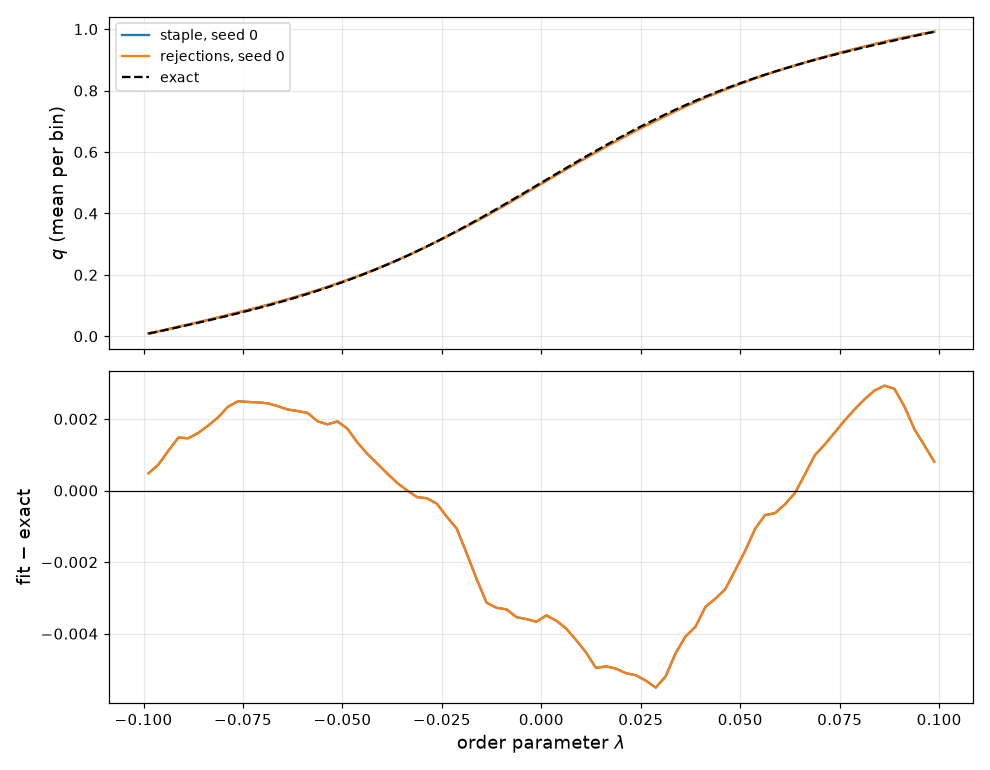 1.0
0.8
0.6
0.4
0.2
0.0
q (mean per bin)
staple, seed 0
rejections, seed 0
exact
0.002
0.000
−0.002
−0.004
fit − exact
−0.100 −0.075 −0.050 −0.025 0.000 0.025 0.050 0.075 0.100
order parameter λ